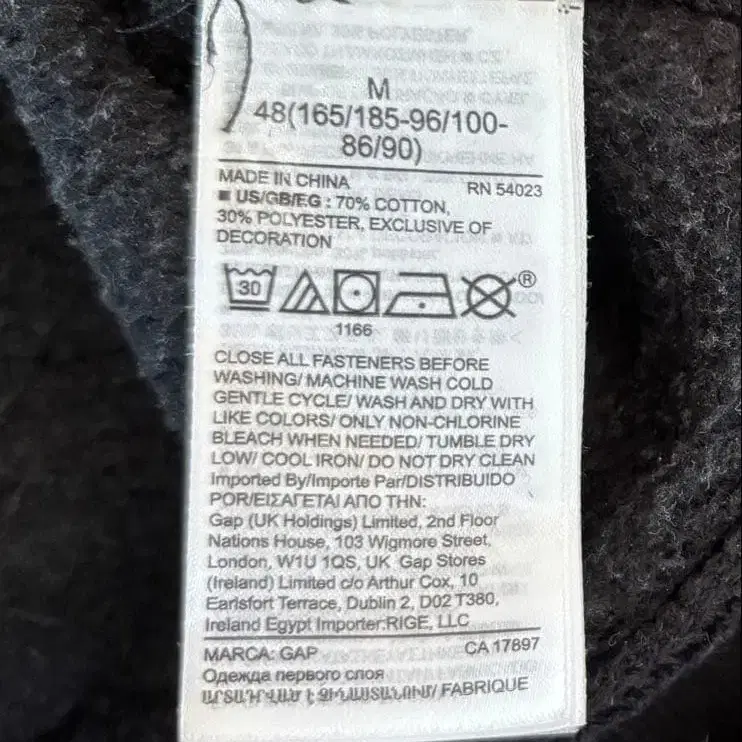 M
48(165/185-96/100-
86/90)
MADE IN CHINA RN 54023
■ US/GB/EG : 70% COTTON,
30% POLYESTER, EXCLUSIVE OF
DECORATION
30
®
1166
CLOSE ALL FASTENERS BEFORE
WASHING/ MACHINE WASH COLD
GENTLE CYCLE/ WASH AND DRY WITH
LIKE COLORS/ ONLY NON-CHLORINE
BLEACH WHEN NEEDED/ TUMBLE DRY
LOW/ COOL IRON/ DO NOT DRY CLEAN
Imported By/Importe Par/DISTRIBUIDO
POR/ΕΙΣΑΓΕΤΑΙ ΑΠΟ ΤΗΝ:
Gap (UK Holdings) Limited, 2nd Floor
Nations House, 103 Wigmore Street,
London, W1U 1QS, UK Gap Stores
(Ireland) Limited c/o Arthur Cox, 10
Earlsfort Terrace, Dublin 2, D02 T380,
Ireland Egypt Importer:RIGE, LLC
MARCA: GAP CA 17897
Одежда первого слоя
ԱՐՏԱԴՐՎԱԾ Է ՉԻՆԱՍՏԱՆՈՒՄ/ FABRIQUE